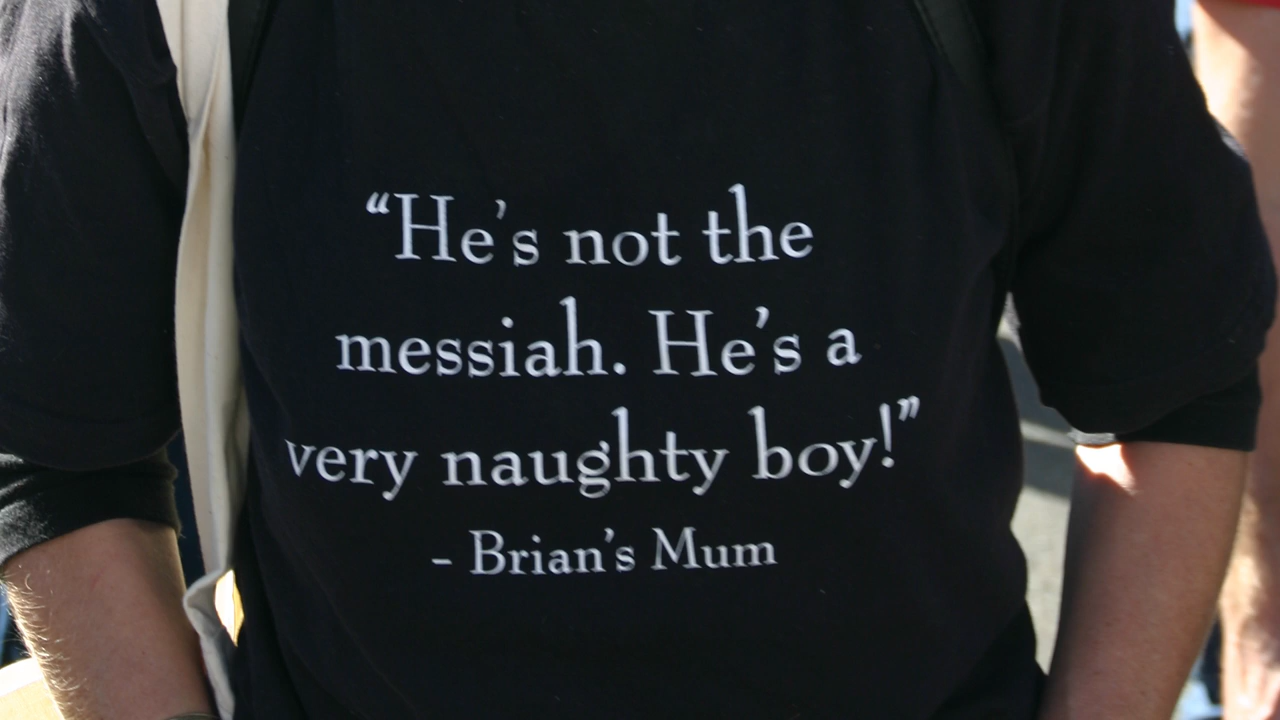 “He’s not the
messiah. He’s a
very naughty boy!”
- Brian’s Mum